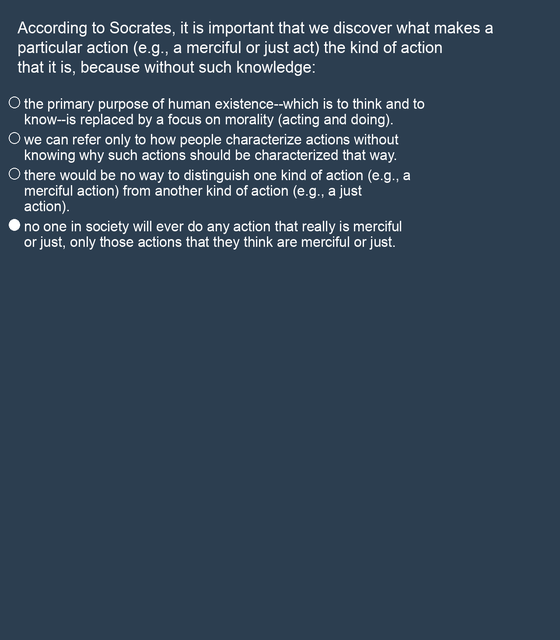 According to Socrates, it is important that we discover what makes a
particular action (e.g., a merciful or just act) the kind of action
that it is, because without such knowledge:
the primary purpose of human existence--which is to think and to
know--is replaced by a focus on morality (acting and doing).
we can refer only to how people characterize actions without
knowing why such actions should be characterized that way.
there would be no way to distinguish one kind of action (e.g., a
merciful action) from another kind of action (e.g., a just
action).
no one in society will ever do any action that really is merciful
or just, only those actions that they think are merciful or just.